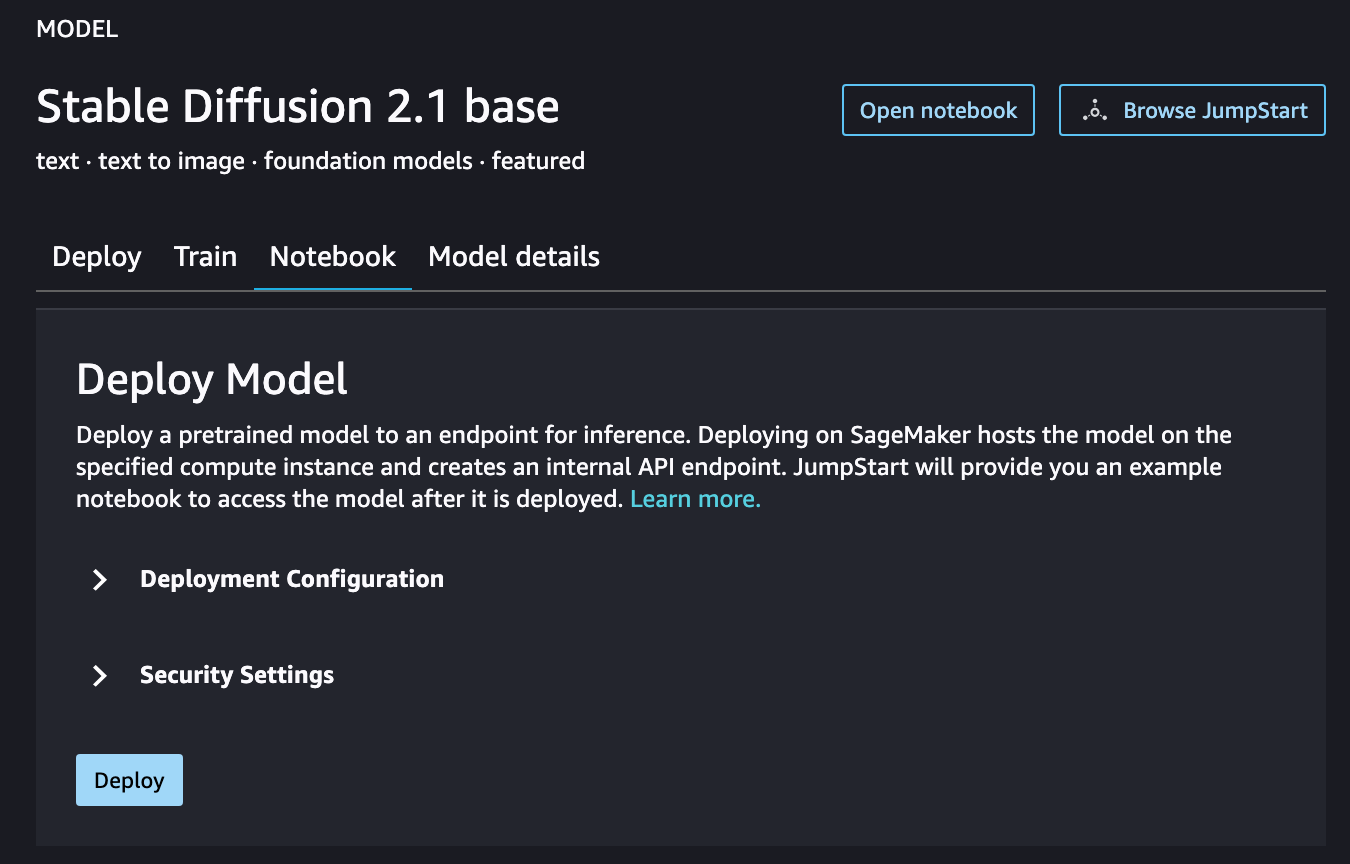 MODEL
Stable Diffusion 2.1 base
Open notebook
Browse JumpStart
text · text to image · foundation models · featured
Deploy Train Notebook Model details
Deploy Model
Deploy a pretrained model to an endpoint for inference. Deploying on SageMaker hosts the model on the
specified compute instance and creates an internal API endpoint. JumpStart will provide you an example
notebook to access the model after it is deployed. Learn more.
Deployment Configuration
Security Settings
Deploy